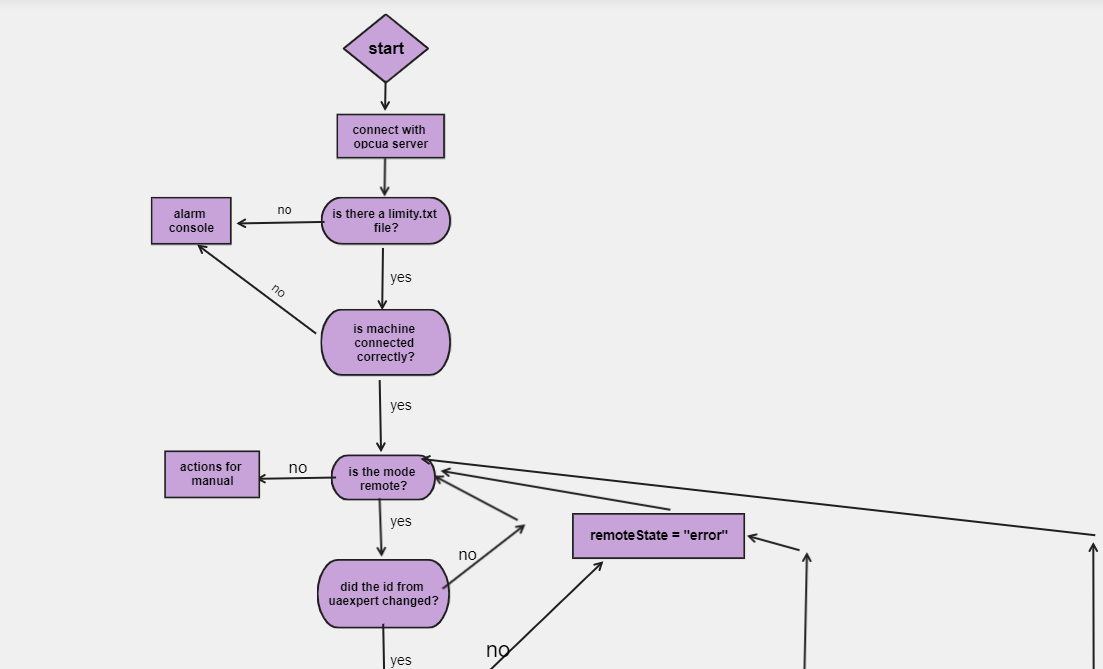 start
connect with
opcua server
alarm
console
no
is there a limity.txt
file?
yes
no
is machine
connected
correctly?
yes
actions for
manual
no
is the mode
remote?
yes
no
remoteState = "error"
did the id from
uaexpert changed?
yes
no